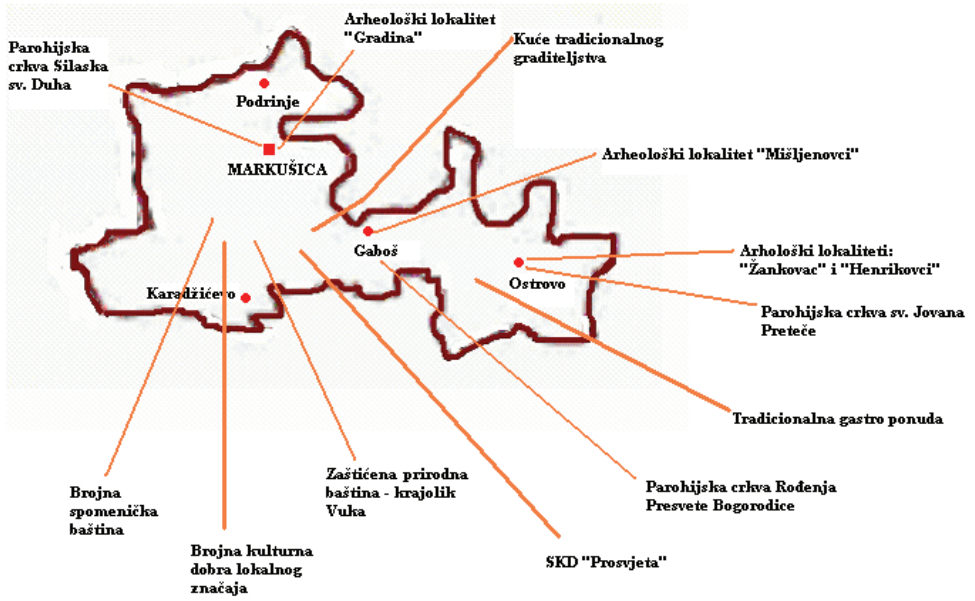 Arheološki lokalitet
"Gradina"
Kuće tradicionalnog
graditeljstva
Parohijska
crkva Silaska
sv. Duha
Podrinje
MARKUŠICA
Arheološki lokalitet "Mišljenovci"
Gaboš
Arhološki lokaliteti:
"Žankovac" i "Henrikovci"
Ostrovo
Karadžićevo
Parohijska crkva sv. Jovana
Preteče
Tradicionalna gastro ponuda
Zaštićena prirodna
baština - krajolik
Vuka
Parohijska crkva Rođenja
Presvete Bogorodice
Brojna
spomenička
baština
Brojna kulturna
dobra lokalnog
značaja
SKD "Prosvjeta"